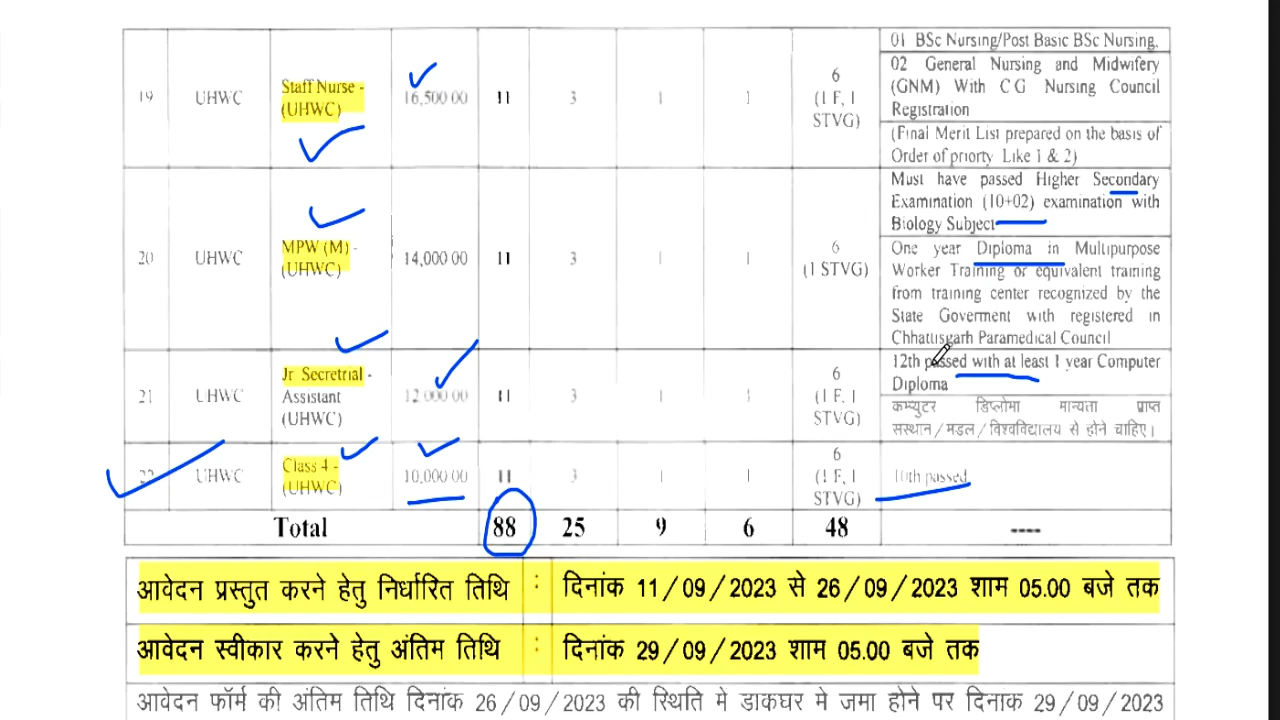 01 BSc Nursing/Post Basic BSc Nursing,
19 UHWC Staff Nurse - (UHWC) 16,500 00 11 3 1 1 6 (1 F, 1 STVG)
02 General Nursing and Midwifery
(GNM) With C G Nursing Council
Registration
(Final Merit List prepared on the basis of
Order of priorty Like 1 & 2)
20 UHWC MPW (M) - (UHWC) 14,000 00 11 3 1 1 6 (1 STVG)
Must have passed Higher Secondary
Examination (10+02) examination with
Biology Subject
One year Diploma in Multipurpose
Worker Training or equivalent training
from training center recognized by the
State Goverment with registered in
Chhattisgarh Paramedical Council
21 UHWC Jr Secretrial - Assistant (UHWC) 12,000.00 11 3 1 1 6 (1 F, 1 STVG)
12th passed with at least 1 year Computer
Diploma
कम्युटर डिप्लोमा मान्यता प्राप्त
संस्थान/मंडल/विश्वविद्यालय से होने चाहिए।
22 UHWC Class 4 - (UHWC) 10,000.00 11 3 1 1 6 (1 F, 1 STVG) 10th passed
Total 88 25 9 6 48 ----
आवेदन प्रस्तुत करने हेतु निर्धारित तिथि : दिनांक 11/09/2023 से 26/09/2023 शाम 05.00 बजे तक
आवेदन स्वीकार करने हेतु अंतिम तिथि : दिनांक 29/09/2023 शाम 05.00 बजे तक
आवेदन फॉर्म की अंतिम तिथि दिनांक 26/09/2023 की स्थिति मे डाकघर मे जमा होने पर दिनाक 29/09/2023